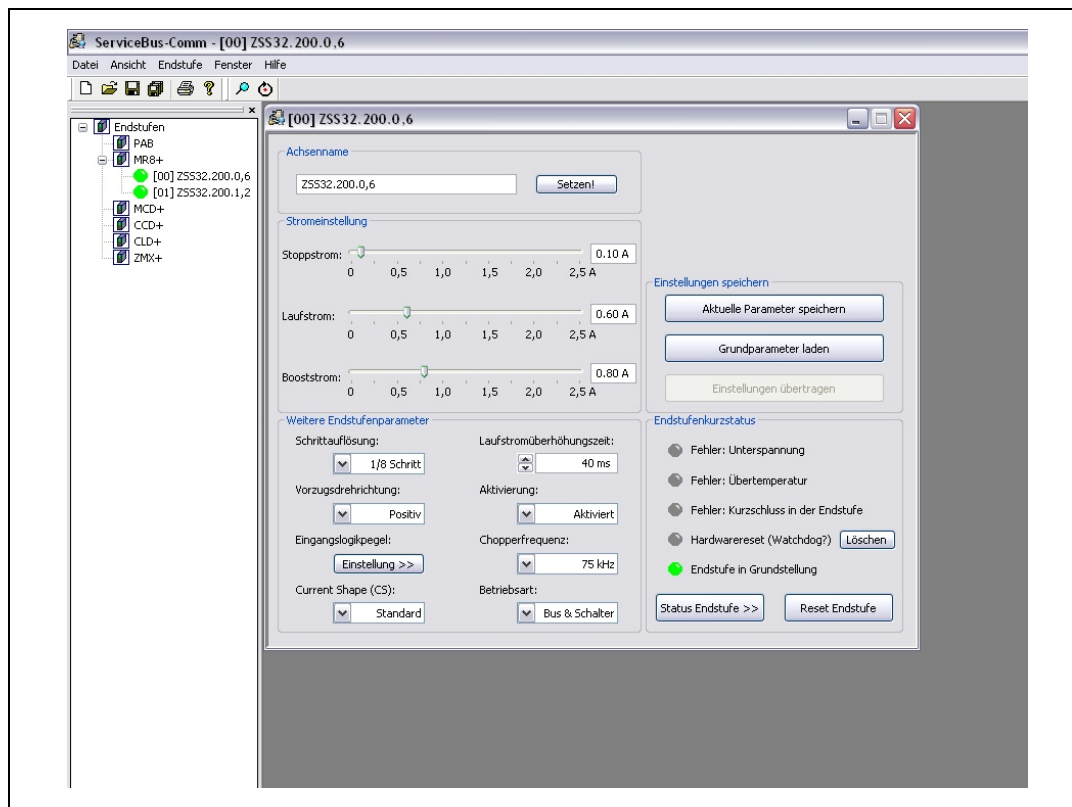 ServiceBus-Comm - [00] ZSS32.200.0,6
Datei Ansicht Endstufe Fenster Hilfe
Endstufen
PAB
MR8+
[00] ZSS32.200.0,6
[01] ZSS32.200.1,2
MCD+
CCD+
CLD+
ZMX+
[00] ZSS32.200.0,6
Achsenname
ZSS32.200.0,6 Setzen!
Stromeinstellung
Stoppstrom: 0.10 A
0 0,5 1,0 1,5 2,0 2,5 A
Laufstrom: 0.60 A
0 0,5 1,0 1,5 2,0 2,5 A
Booststrom: 0.80 A
0 0,5 1,0 1,5 2,0 2,5 A
Einstellungen speichern
Aktuelle Parameter speichern
Grundparameter laden
Einstellungen übertragen
Weitere Endstufenparameter
Schrittauflösung: Laufstromüberhöhungszeit:
1/8 Schritt 40 ms
Vorzugsdrehrichtung: Aktivierung:
Positiv Aktiviert
Eingangslogikpegel: Chopperfrequenz:
Einstellung >> 75 kHz
Current Shape (CS): Betriebsart:
Standard Bus & Schalter
Endstufenkurzstatus
Fehler: Unterspannung
Fehler: Übertemperatur
Fehler: Kurzschluss in der Endstufe
Hardwarereset (Watchdog?) Löschen
Endstufe in Grundstellung
Status Endstufe >> Reset Endstufe